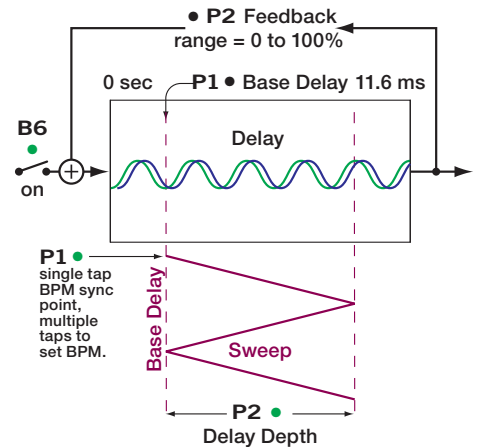 • P2 Feedback
range = 0 to 100%
0 sec
P1 • Base Delay 11.6 ms
B6
on
Delay
P1 •
single tap
BPM sync
point,
multiple
taps to
set BPM.
Base Delay
Sweep
P2 •
Delay Depth